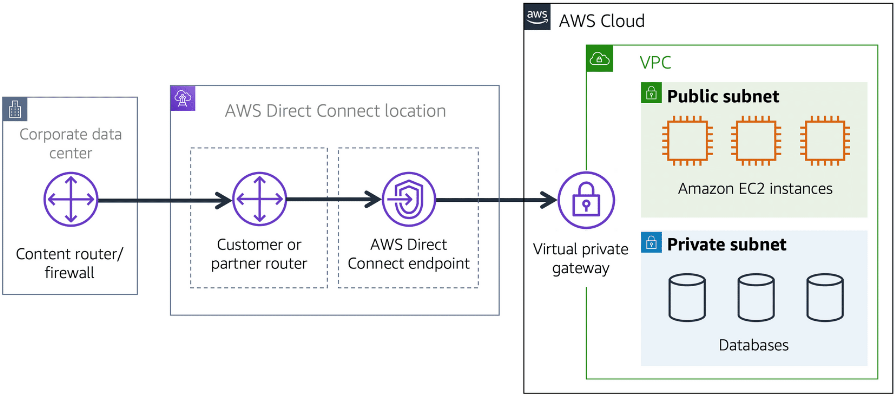 aws
AWS Cloud
VPC
Public subnet
Amazon EC2 instances
AWS Direct Connect location
Corporate data
center
Content router/
firewall
Customer or
partner router
AWS Direct
Connect endpoint
Virtual private
gateway
Private subnet
Databases